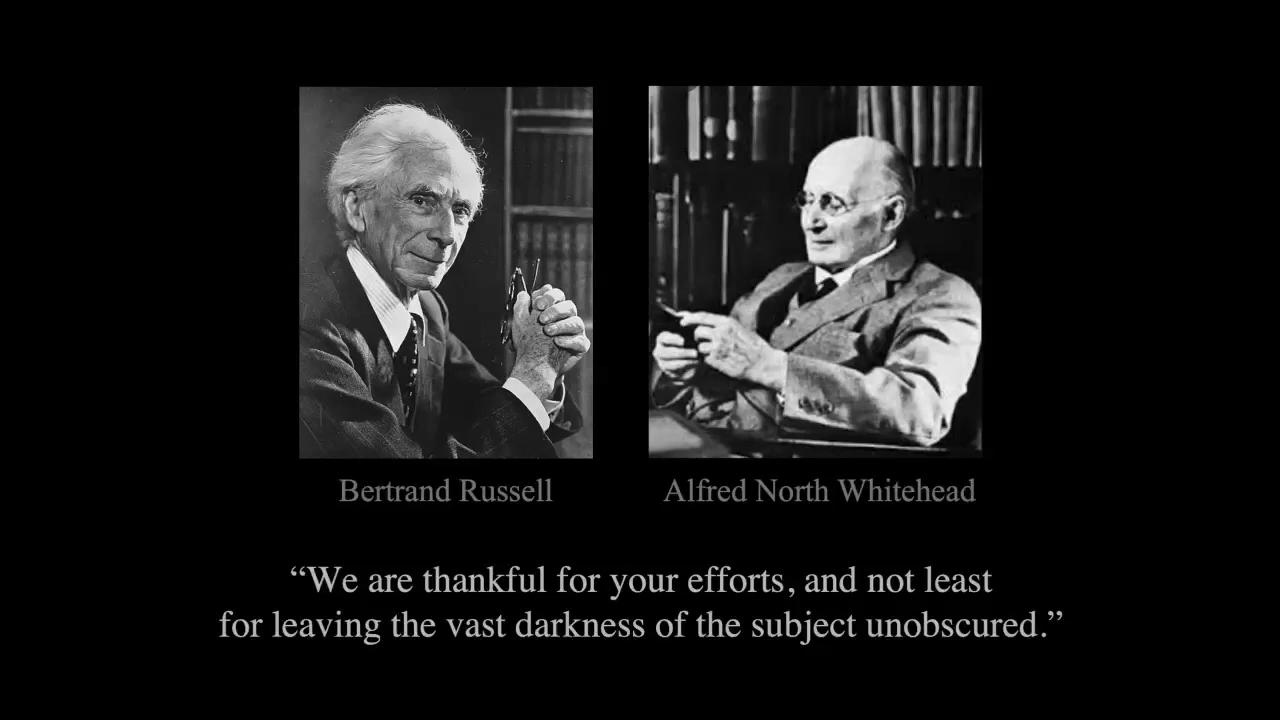 Bertrand Russell
Alfred North Whitehead
“We are thankful for your efforts, and not least
for leaving the vast darkness of the subject unobscured.”